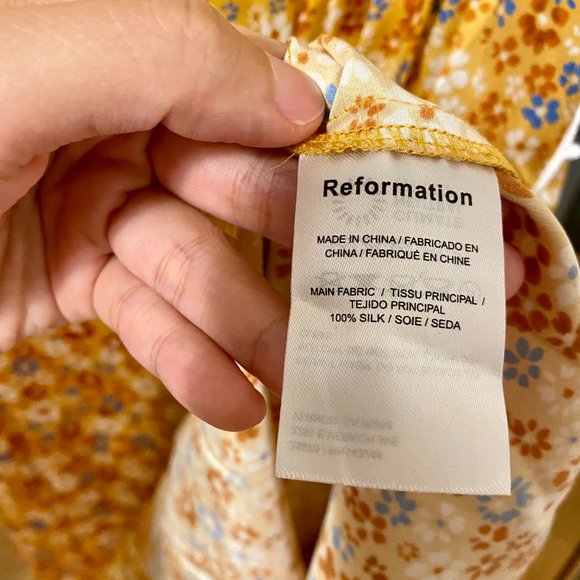 Reformation
MADE IN CHINA / FABRICADO EN
CHINA / FABRIQUÉ EN CHINE
MAIN FABRIC / TISSU PRINCIPAL /
TEJIDO PRINCIPAL
100% SILK / SOIE / SEDA